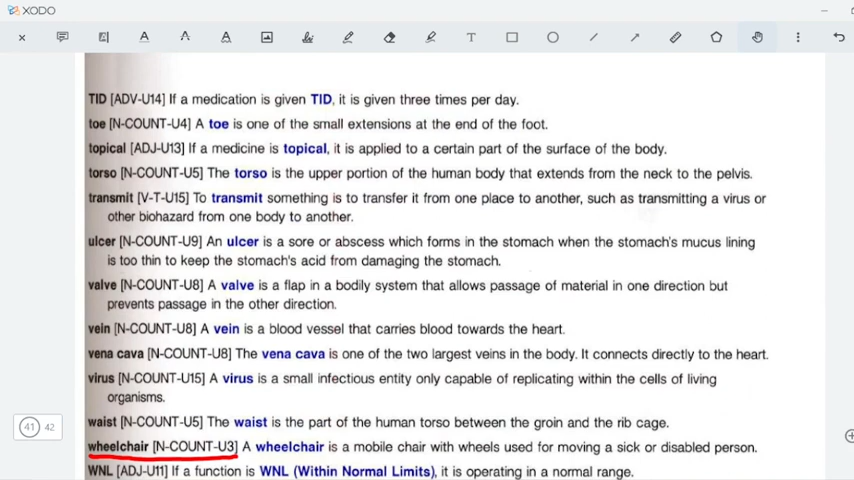 XODO
TID [ADV-U14] If a medication is given TID, it is given three times per day.
toe [N-COUNT-U4] A toe is one of the small extensions at the end of the foot.
topical [ADJ-U13] If a medicine is topical, it is applied to a certain part of the surface of the body.
torso [N-COUNT-U5] The torso is the upper portion of the human body that extends from the neck to the pelvis.
transmit [V-T-U15] To transmit something is to transfer it from one place to another, such as transmitting a virus or
other biohazard from one body to another.
ulcer [N-COUNT-U9] An ulcer is a sore or abscess which forms in the stomach when the stomach's mucus lining
is too thin to keep the stomach's acid from damaging the stomach.
valve [N-COUNT-U8] A valve is a flap in a bodily system that allows passage of material in one direction but
prevents passage in the other direction.
vein [N-COUNT-U8] A vein is a blood vessel that carries blood towards the heart.
vena cava [N-COUNT-U8] The vena cava is one of the two largest veins in the body. It connects directly to the heart.
virus [N-COUNT-U15] A virus is a small infectious entity only capable of replicating within the cells of living
organisms.
waist [N-COUNT-U5] The waist is the part of the human torso between the groin and the rib cage.
41 42
wheelchair [N-COUNT-U3] A wheelchair is a mobile chair with wheels used for moving a sick or disabled person.
WNL [ADJ-U11] If a function is WNL (Within Normal Limits), it is operating in a normal range.